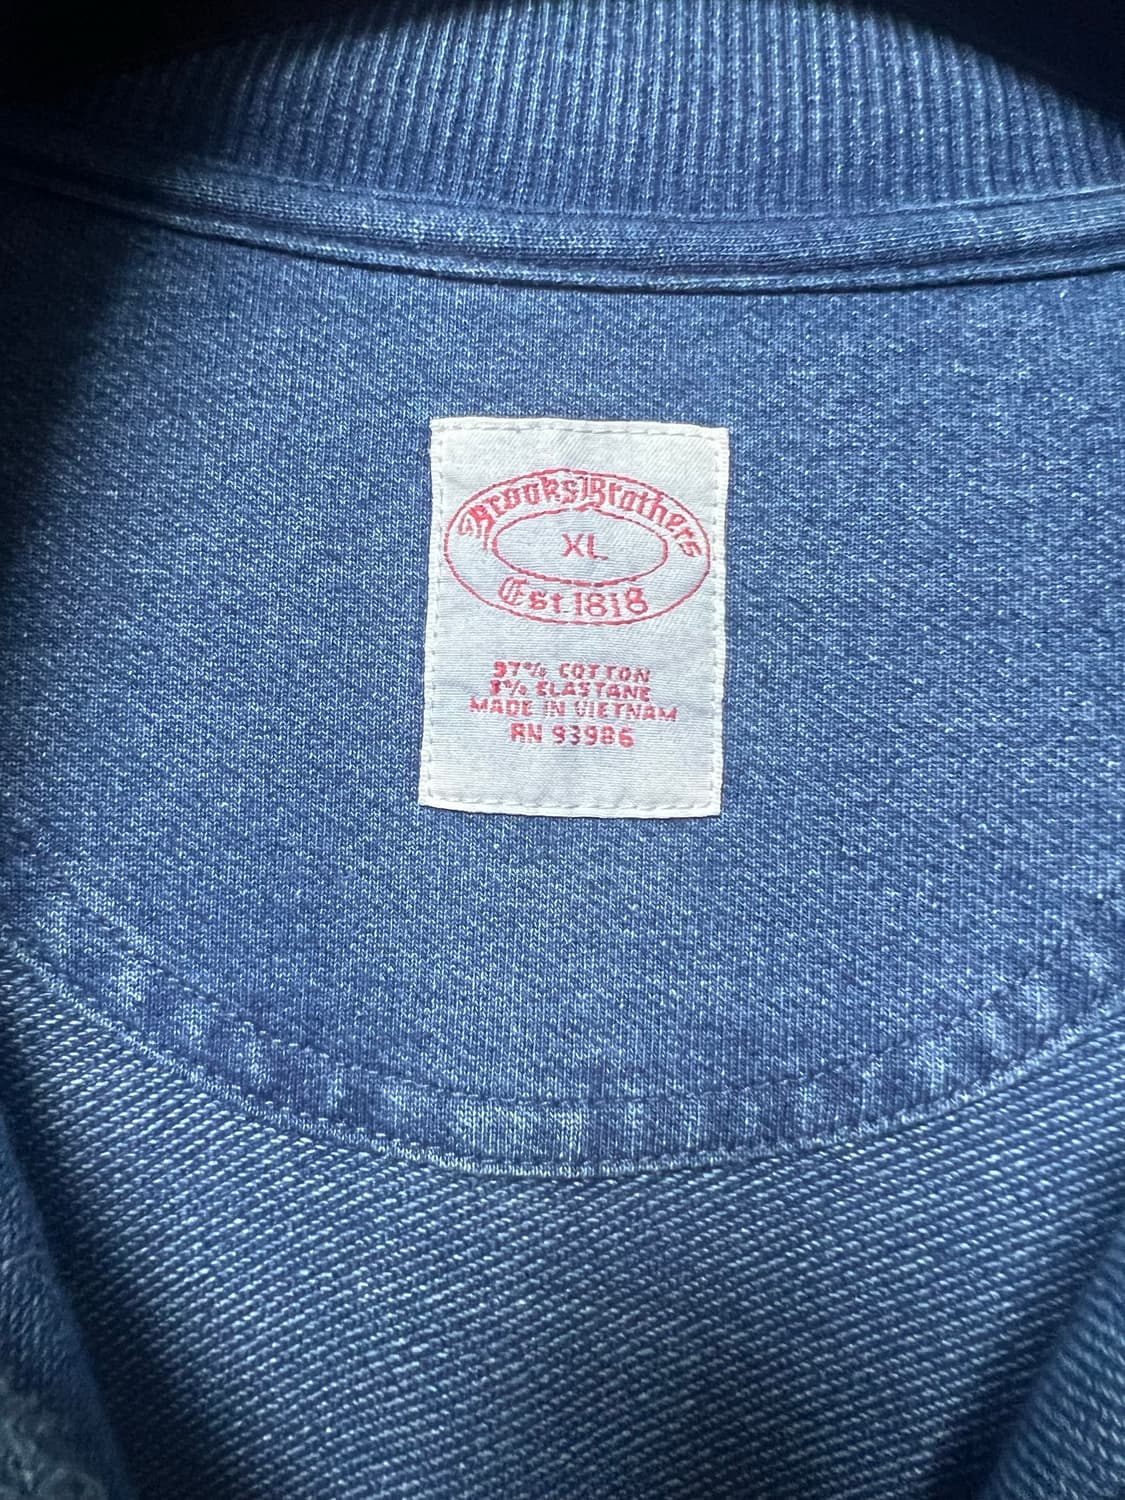 Brooks Brothers
XL
Est. 1818
97% COTTON
3% ELASTANE
MADE IN VIETNAM
RN 93986